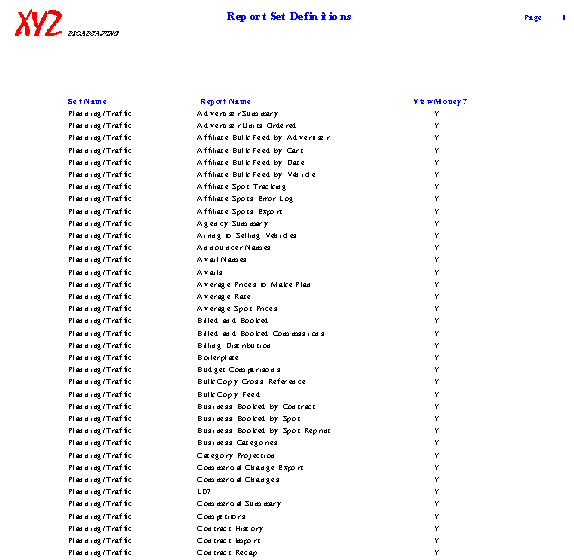 XYZ BROADCASTING
Report Set Definitions
Page 1
Set Name Report Name View Money?
Planning/Traffic Advertiser Summary Y
Planning/Traffic Advertiser Units Ordered Y
Planning/Traffic Affiliate Bulk Feed by Advertiser Y
Planning/Traffic Affiliate Bulk Feed by Cart Y
Planning/Traffic Affiliate Bulk Feed by Date Y
Planning/Traffic Affiliate Bulk Feed by Vehicle Y
Planning/Traffic Affiliate Spot Tracking Y
Planning/Traffic Affiliate Spots Error Log Y
Planning/Traffic Affiliate Spots Export Y
Planning/Traffic Agency Summary Y
Planning/Traffic Airing to Selling Vehicles Y
Planning/Traffic Announcer Names Y
Planning/Traffic Avail Names Y
Planning/Traffic Avails Y
Planning/Traffic Average Prices to Make Plan Y
Planning/Traffic Average Rate Y
Planning/Traffic Average Spot Prices Y
Planning/Traffic Billed and Booked Y
Planning/Traffic Billed and Booked Commissions Y
Planning/Traffic Billing Distribution Y
Planning/Traffic Boilerplate Y
Planning/Traffic Budget Comparisons Y
Planning/Traffic Bulk Copy Cross Reference Y
Planning/Traffic Bulk Copy Feed Y
Planning/Traffic Business Booked by Contract Y
Planning/Traffic Business Booked by Spot Y
Planning/Traffic Business Booked by Spot Reprint Y
Planning/Traffic Business Categories Y
Planning/Traffic Category Projection Y
Planning/Traffic Commercial Change Export Y
Planning/Traffic Commercial Changes Y
Planning/Traffic L07 Y
Planning/Traffic Commercial Summary Y
Planning/Traffic Competitors Y
Planning/Traffic Contract History Y
Planning/Traffic Contract Import Y
Planning/Traffic Contract Recap Y